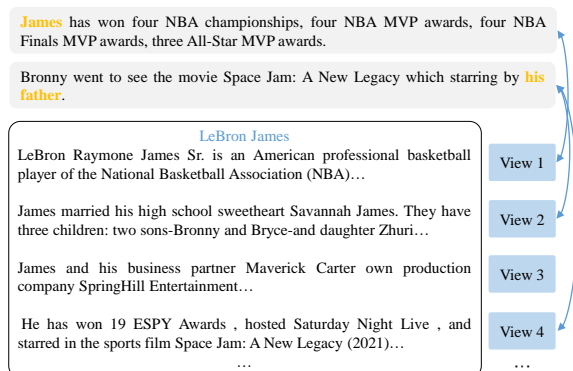 James has won four NBA championships, four NBA MVP awards, four NBA
Finals MVP awards, three All-Star MVP awards.
Bronny went to see the movie Space Jam: A New Legacy which starring by his
father.
LeBron James
LeBron Raymone James Sr. is an American professional basketball
player of the National Basketball Association (NBA)…
View 1
James married his high school sweetheart Savannah James. They have
three children: two sons-Bronny and Bryce-and daughter Zhuri…
View 2
James and his business partner Maverick Carter own production
company SpringHill Entertainment…
View 3
He has won 19 ESPY Awards , hosted Saturday Night Live , and
starred in the sports film Space Jam: A New Legacy (2021)…
View 4
…
…